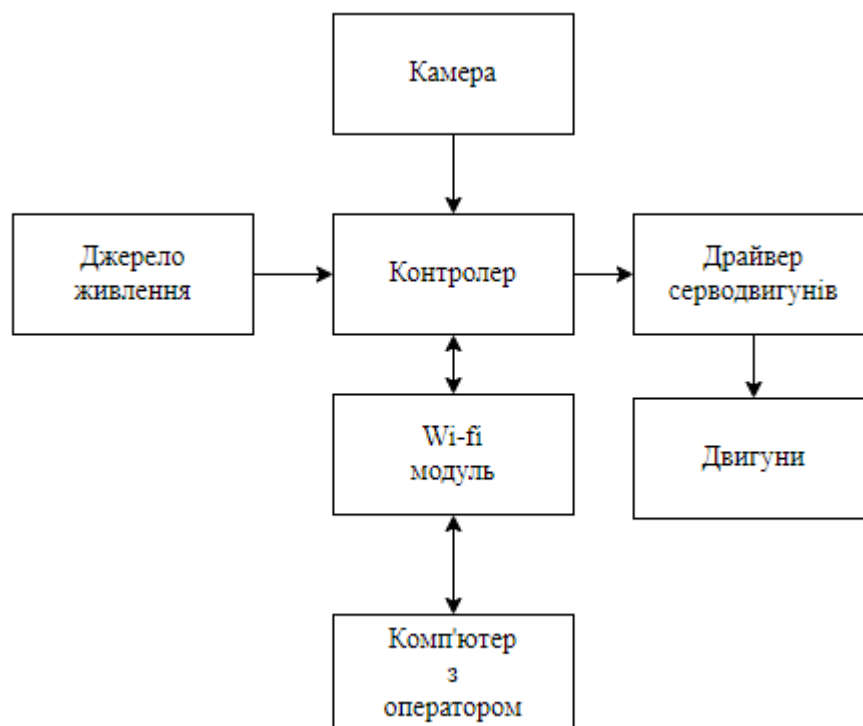 Камера
Джерело
живлення
Контролер
Драйвер
серводвигунів
Wi-fi
модуль
Двигуни
Комп'ютер
з
оператором